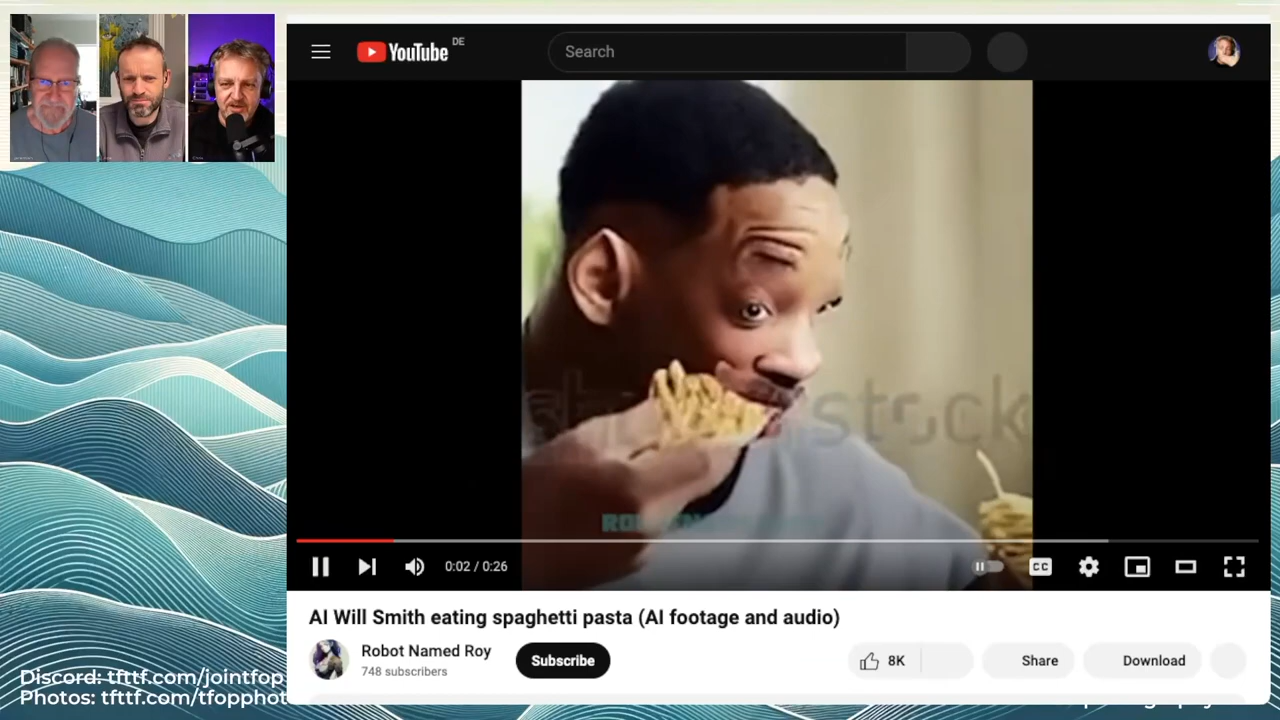 YouTube
DE
Search
0:02 / 0:26
CC
AI Will Smith eating spaghetti pasta (AI footage and audio)
Robot Named Roy
748 subscribers
Subscribe
8K
Share
Download
Discord: tfttf.com/jointfop
Photos: tfttf.com/tfopphot